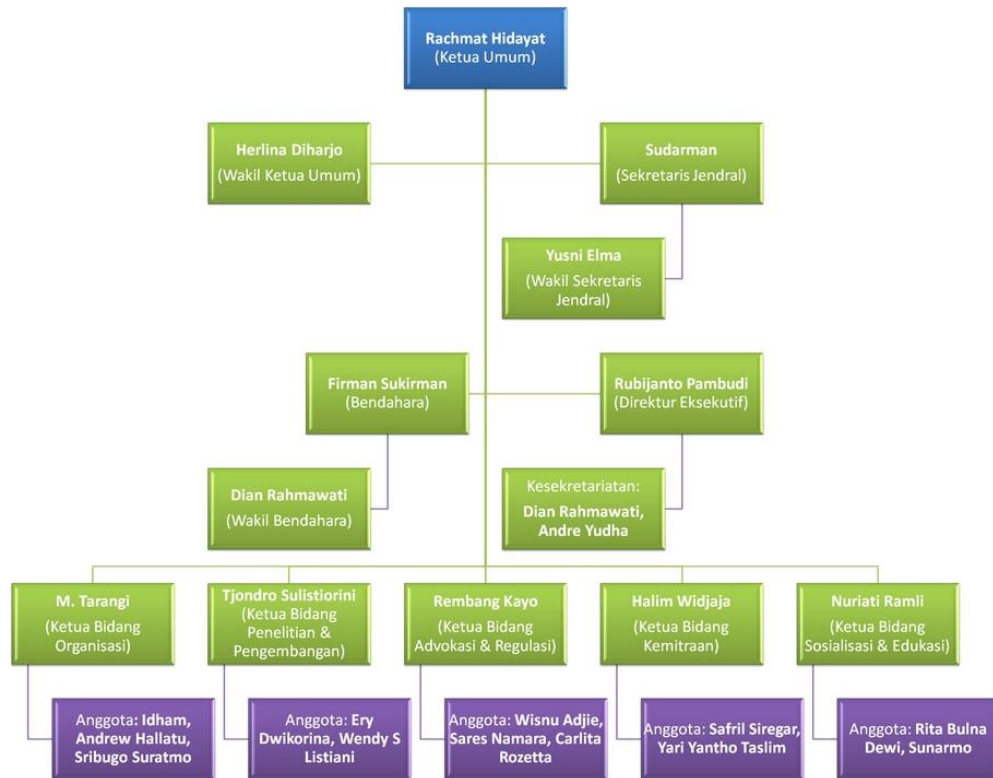 Rachmat Hidayat
(Ketua Umum)
Herlina Diharjo
(Wakil Ketua Umum)
Sudarman
(Sekretaris Jendral)
Yusni Elma
(Wakil Sekretaris
Jendral)
Firman Sukirman
(Bendahara)
Rubijanto Pambudi
(Direktur Eksekutif)
Dian Rahmawati
(Wakil Bendahara)
Kesekretariatan:
Dian Rahmawati,
Andre Yudha
M. Tarangi
(Ketua Bidang
Organisasi)
Tjondro Sulistiorini
(Ketua Bidang
Penelitian &
Pengembangan)
Rembang Kayo
(Ketua Bidang
Advokasi & Regulasi)
Halim Widjaja
(Ketua Bidang
Kemitraan)
Nuriati Ramli
(Ketua Bidang
Sosialisasi & Edukasi)
Anggota: Idham,
Andrew Hallatu,
Sribugo Suratmo
Anggota: Ery
Dwikorina, Wendy S
Listiani
Anggota: Wisnu Adjie,
Sares Namara, Carlita
Rozetta
Anggota: Safril Siregar,
Yari Yantho Taslim
Anggota: Rita Bulna
Dewi, Sunarmo